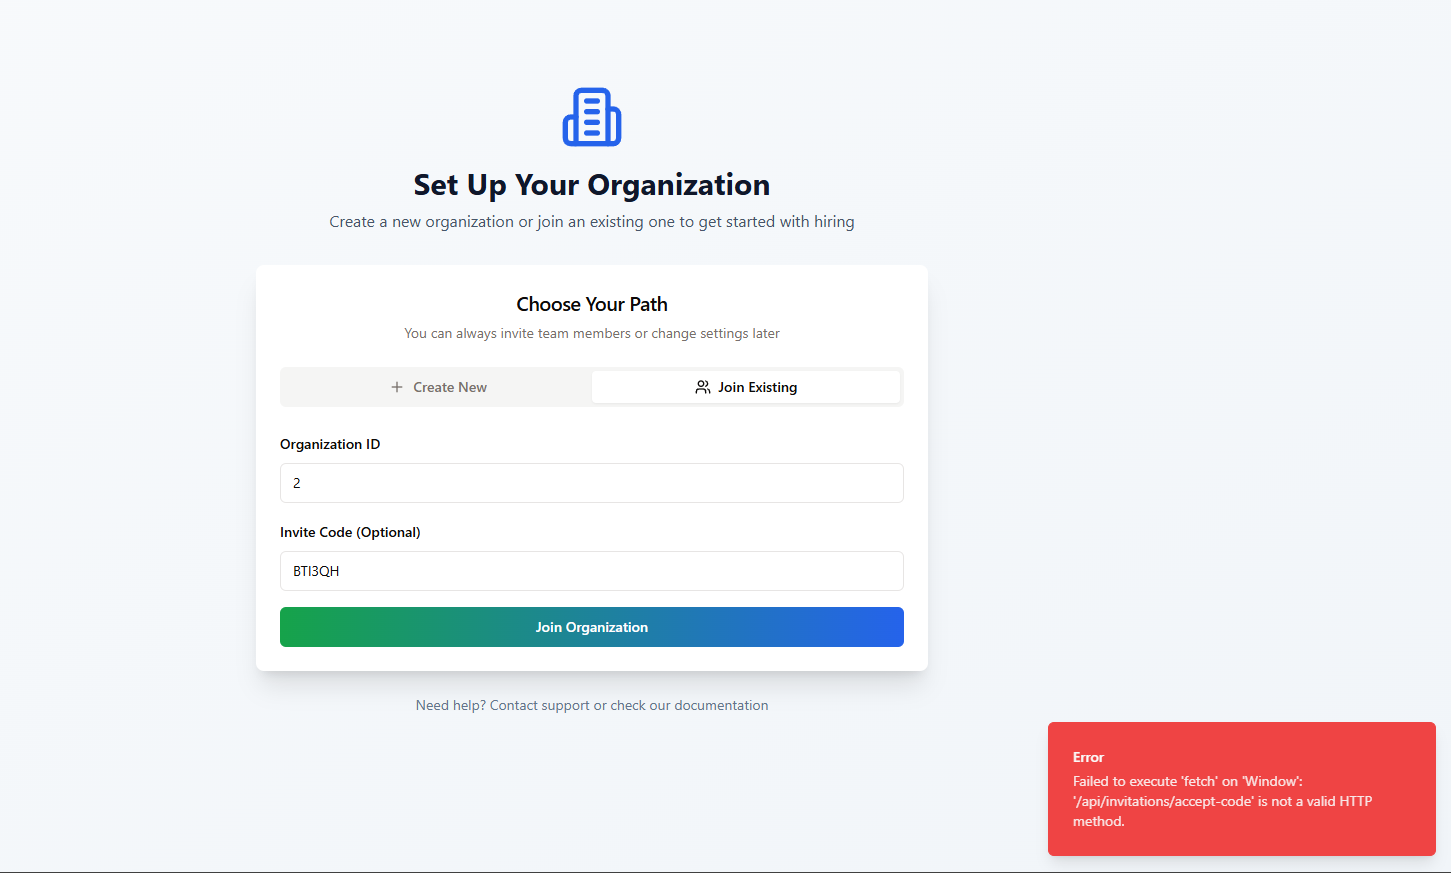 Set Up Your Organization
Create a new organization or join an existing one to get started with hiring
Choose Your Path
You can always invite team members or change settings later
Create New
Join Existing
Organization ID
2
Invite Code (Optional)
BTI3QH
Join Organization
Need help? Contact support or check our documentation
Error
Failed to execute 'fetch' on 'Window':
'/api/invitations/accept-code' is not a valid HTTP
method.